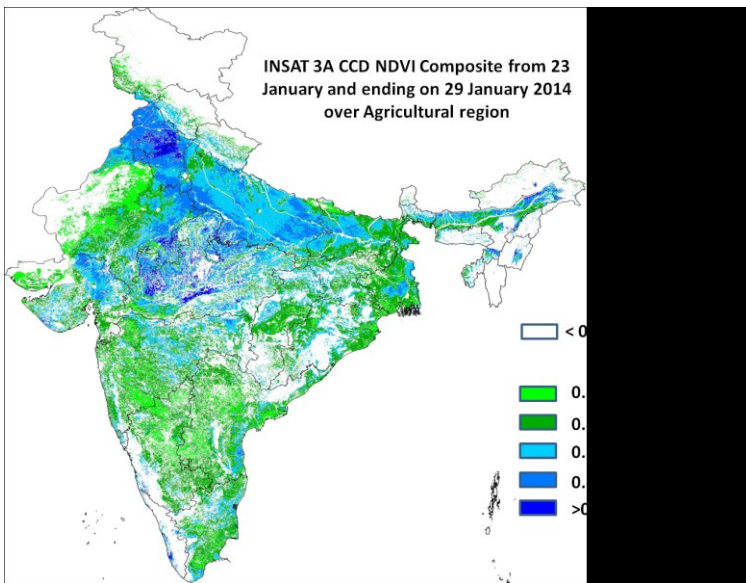 INSAT 3A CCD NDVI Composite from 23
January and ending on 29 January 2014
over Agricultural region
< 0
0.
0.
0.
0.
>0